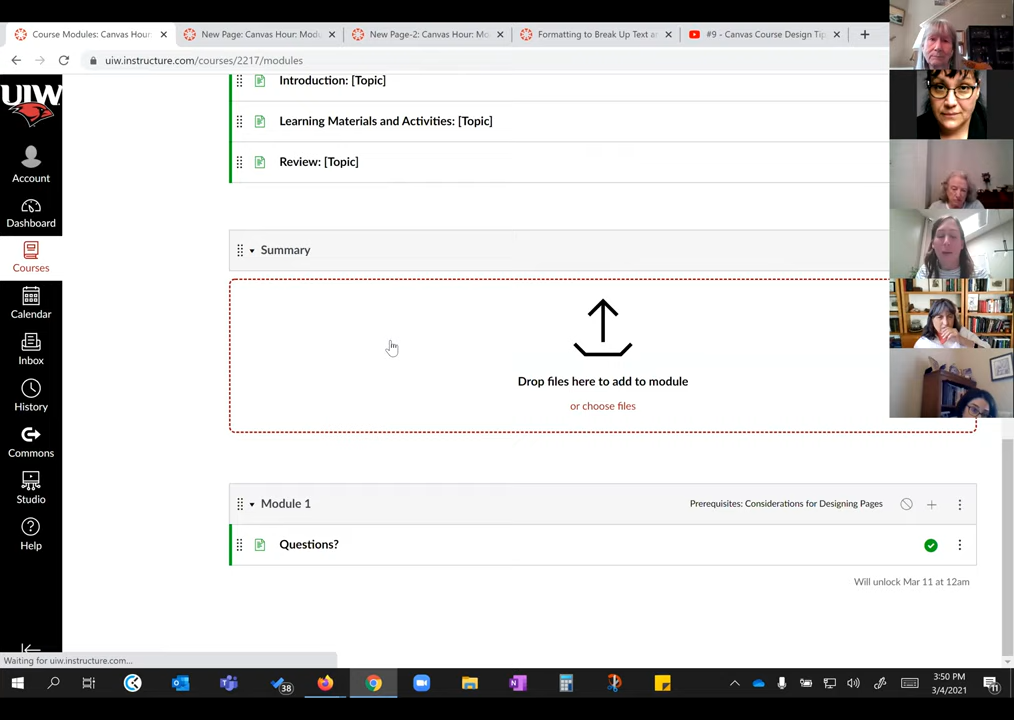 Course Modules: Canvas Hour: ×
New Page: Canvas Hour: Modu ×
New Page-2: Canvas Hour: Mo ×
Formatting to Break Up Text an ×
#9 - Canvas Course Design Tip ×
+
uiw.instructure.com/courses/2217/modules
UIW
Account
Dashboard
Courses
Calendar
Inbox
History
Commons
Studio
Help
Introduction: [Topic]
Learning Materials and Activities: [Topic]
Review: [Topic]
Summary
Drop files here to add to module
or choose files
Module 1
Prerequisites: Considerations for Designing Pages
Questions?
Will unlock Mar 11 at 12am
Waiting for uiw.instructure.com...
38
3:50 PM
3/4/2021
11